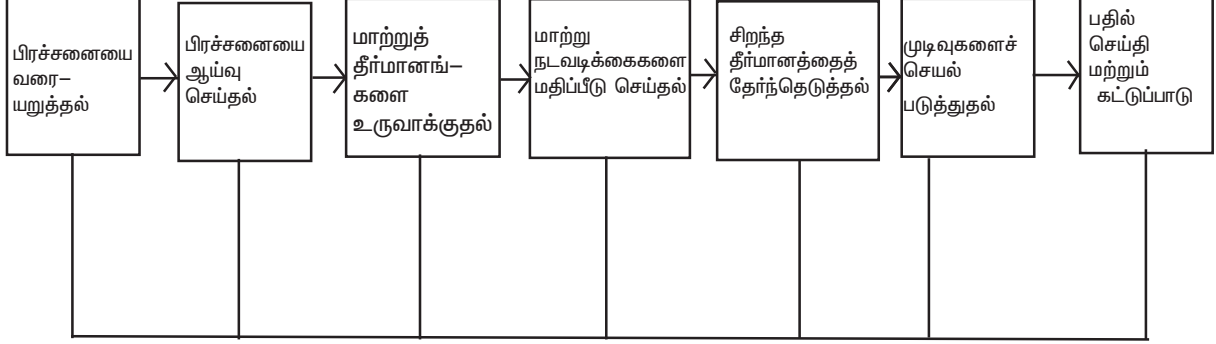 பிரச்சனையை
வரை–
யறுத்தல்
பிரச்சனையை
ஆய்வு
செய்தல்
மாற்றுத்
தீர்மானங்–
களை
உருவாக்குதல்
மாற்று
நடவடிக்கைகளை
மதிப்பீடு செய்தல்
சிறந்த
தீர்மானத்தைத்
தேர்ந்தெடுத்தல்
முடிவுகளைச்
செயல்
படுத்துதல்
பதில்
செய்தி
மற்றும்
கட்டுப்பாடு